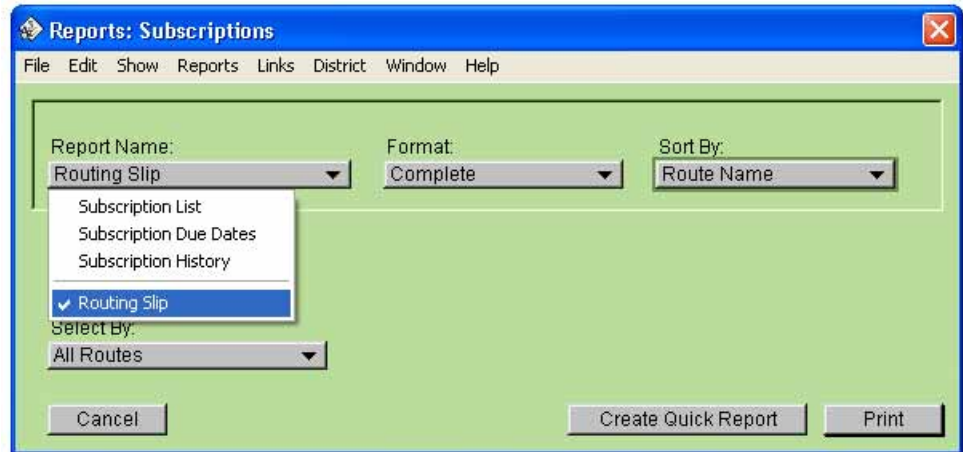 Reports: Subscriptions
File Edit Show Reports Links District Window Help
Report Name: Format: Sort By:
Routing Slip Complete Route Name
Subscription List
Subscription Due Dates
Subscription History
Routing Slip
Select By:
All Routes
Cancel Create Quick Report Print